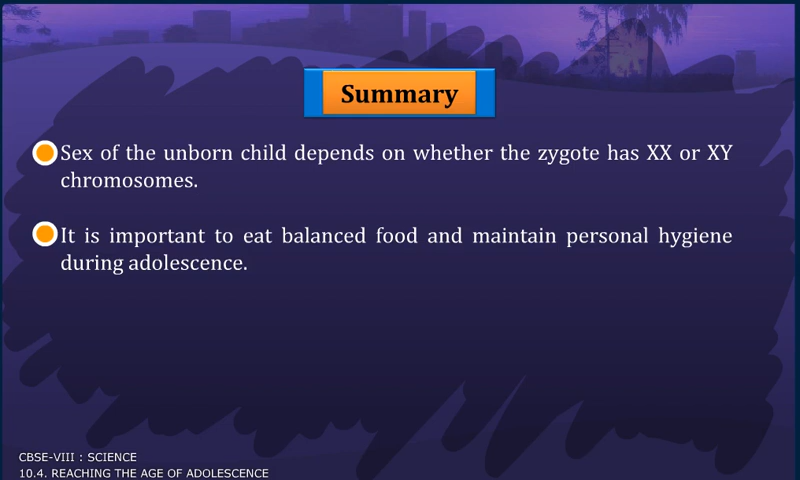 Summary
Sex of the unborn child depends on whether the zygote has XX or XY
chromosomes.
It is important to eat balanced food and maintain personal hygiene
during adolescence.
CBSE-VIII : SCIENCE
10.4. REACHING THE AGE OF ADOLESCENCE